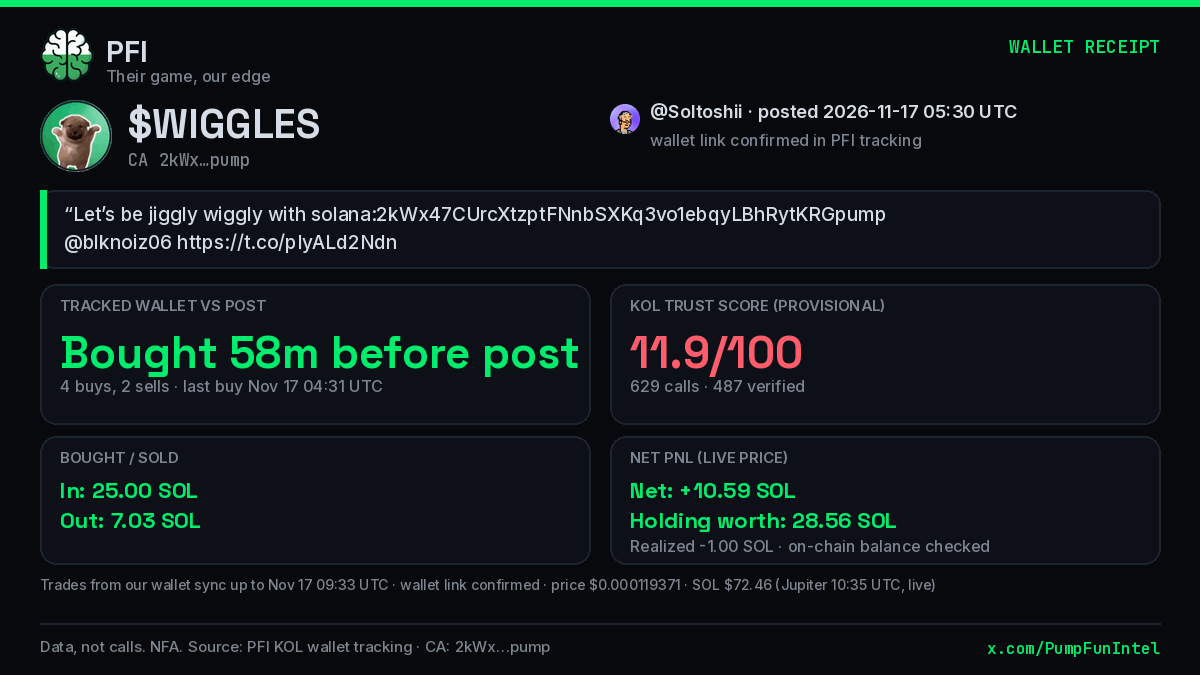 PFI
Their game, our edge
WALLET RECEIPT
$WIGGLES
CA 2kWx…pump
@Soltoshii · posted 2026-11-17 05:30 UTC
wallet link confirmed in PFI tracking
“Let’s be jiggly wiggly with solana:2kWx47CUrcXtzptFNnbSXKq3vo1ebqyLBhRytKRGpump
@blknoiz06 https://t.co/pIyALd2Ndn
TRACKED WALLET VS POST
Bought 58m before post
4 buys, 2 sells · last buy Nov 17 04:31 UTC
KOL TRUST SCORE (PROVISIONAL)
11.9/100
629 calls · 487 verified
BOUGHT / SOLD
In: 25.00 SOL
Out: 7.03 SOL
NET PNL (LIVE PRICE)
Net: +10.59 SOL
Holding worth: 28.56 SOL
Realized -1.00 SOL · on-chain balance checked
Trades from our wallet sync up to Nov 17 09:33 UTC · wallet link confirmed · price $0.000119371 · SOL $72.46 (Jupiter 10:35 UTC, live)
Data, not calls. NFA. Source: PFI KOL wallet tracking · CA: 2kWx…pump
x.com/PumpFunIntel